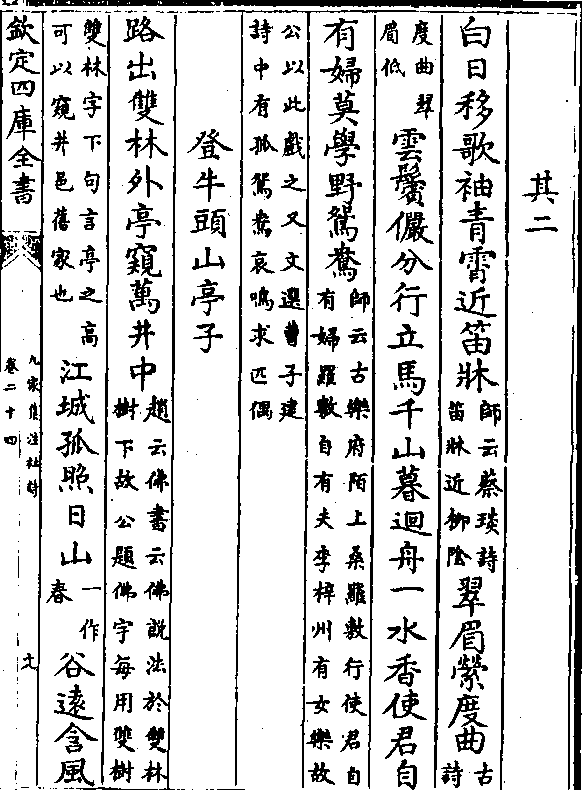 其二
白日移歌袖青霄近笛牀師云蔡琰詩笛牀近柳陰翠眉縈度曲古詩
度曲翠眉低雲鬢儼分行立馬千山暮迴舟一水香使君自
有婦莫學野鴛鴦師云古樂府陌上桑羅敷行使君自有婦羅敷自有夫李梓州有女樂故
公以此戲之又文選曹子建詩中有孤鴛鴦哀鳴求匹偶
登牛頭山亭子
路出雙林外亭窺萬井中趙云佛書云佛說法於雙林樹下故公題佛字每用雙樹
雙林字下句言亭之高可以窺井邑舊家也江城孤照日山一作春谷遠含風
欽定四庫全書
九家集注杜詩
卷二十四
文